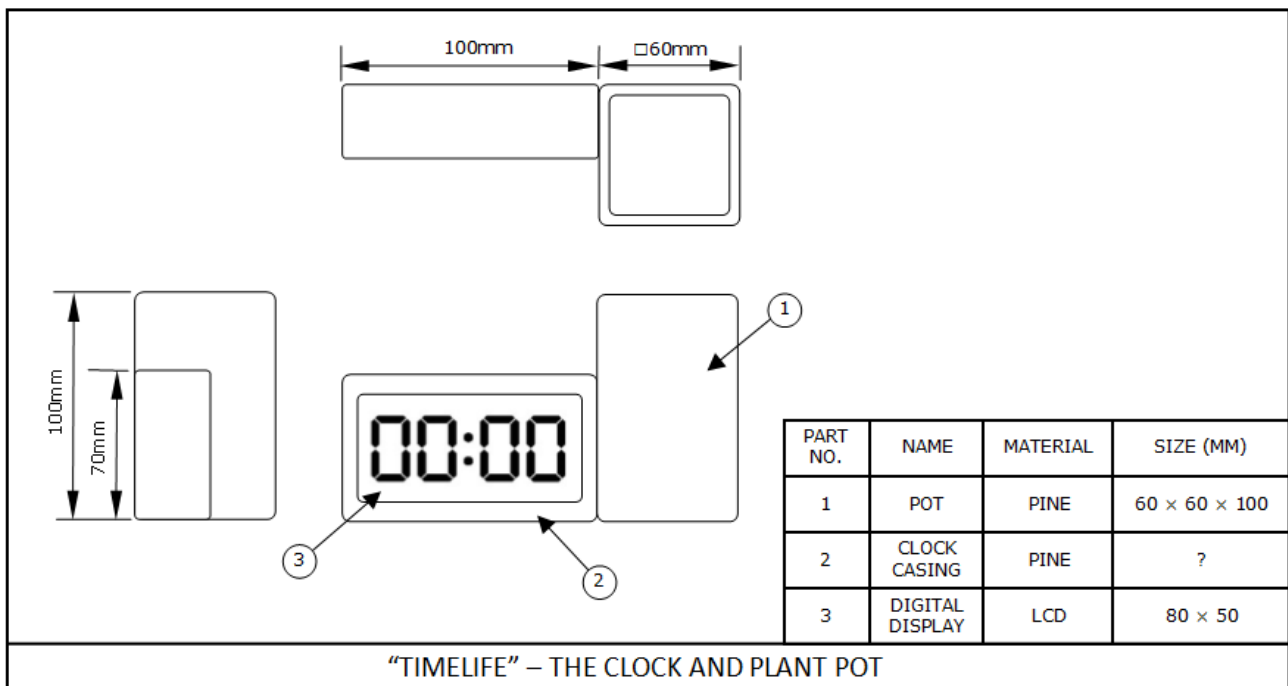 100mm
□60mm
1
100mm
70mm
00:00
3
2
PART NO.
NAME
MATERIAL
SIZE (MM)
1
POT
PINE
60 × 60 × 100
2
CLOCK CASING
PINE
?
3
DIGITAL DISPLAY
LCD
80 × 50
"TIMELIFE" – THE CLOCK AND PLANT POT